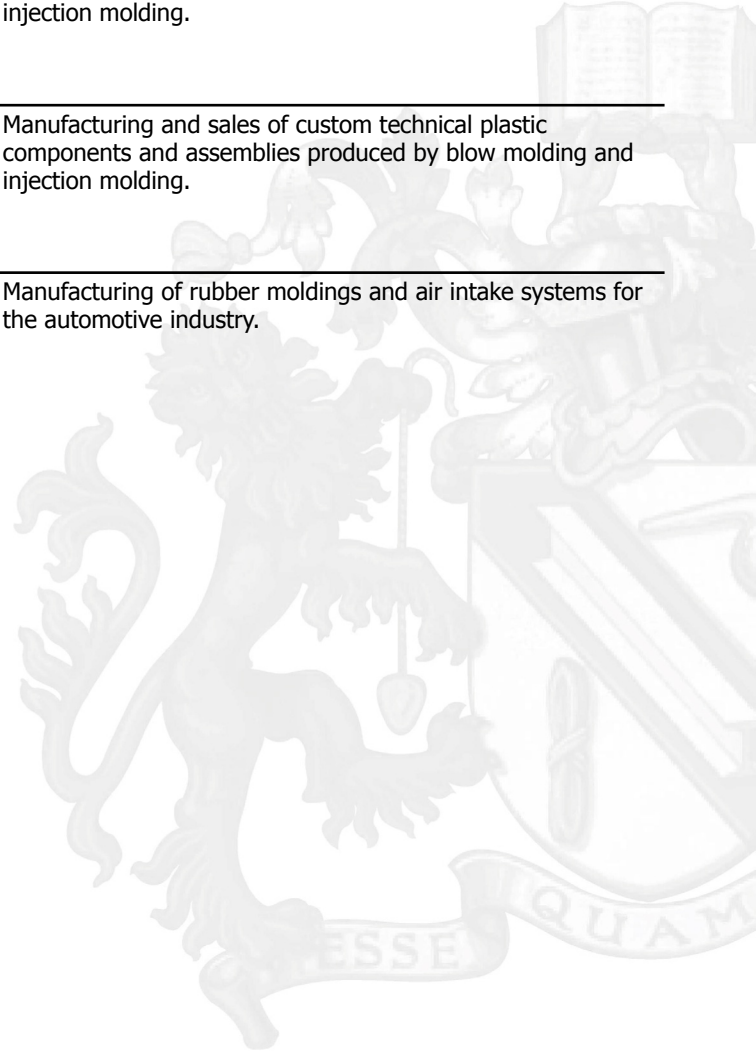 injection molding.
Manufacturing and sales of custom technical plastic
components and assemblies produced by blow molding and
injection molding.
Manufacturing of rubber moldings and air intake systems for
the automotive industry.
ESSE
QUAM